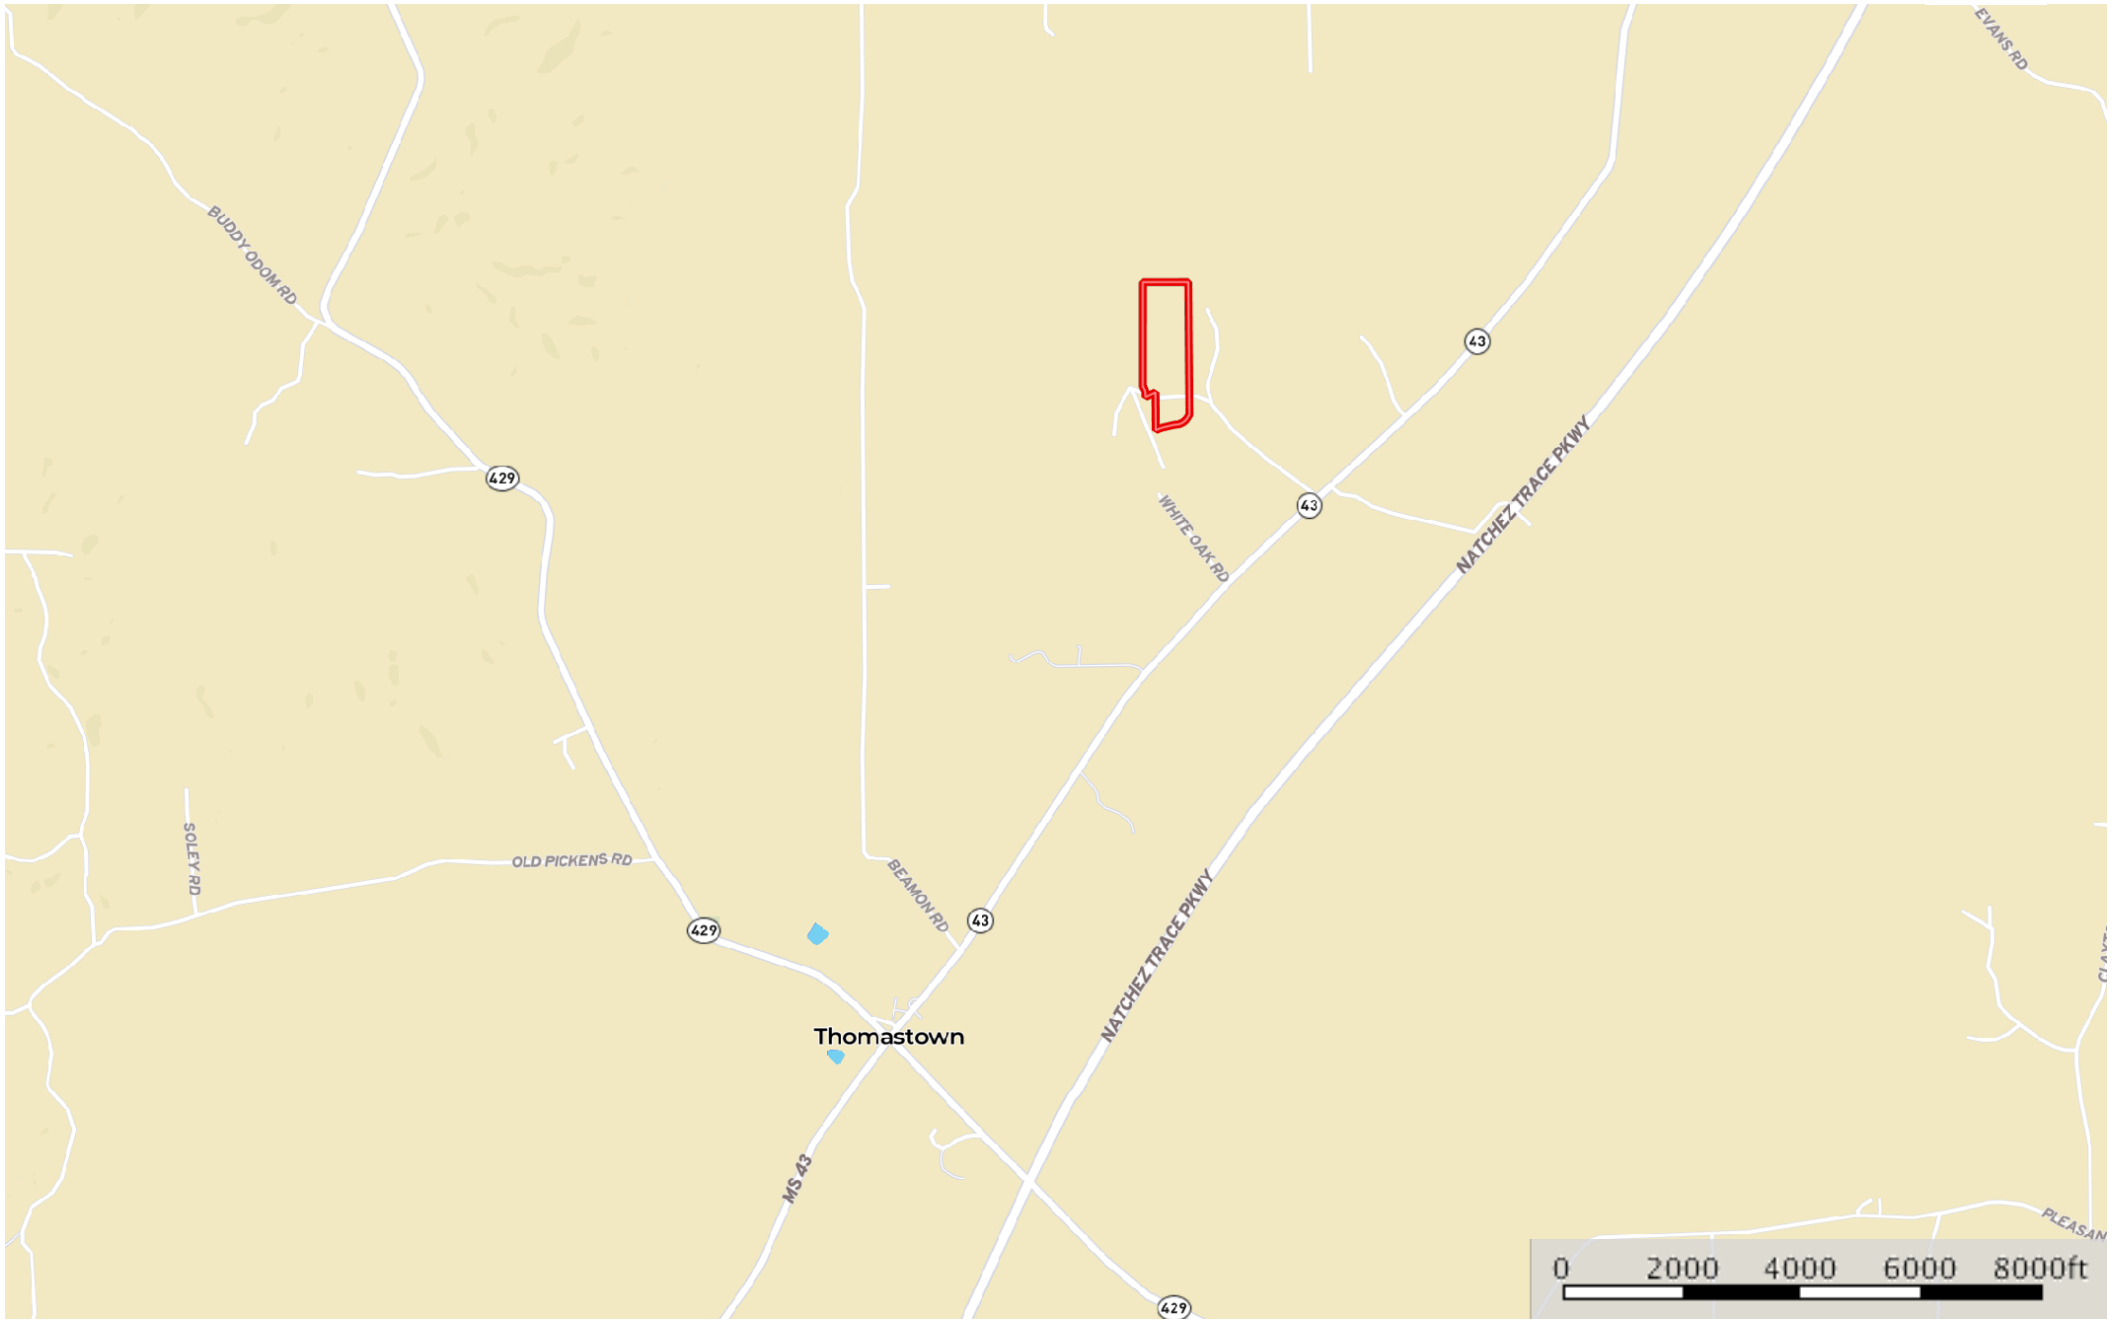 EVANS RD
BUDDY ODOM RD
43
NATCHEZ TRACE PKWY
429
43
WHITE OAK RD
SOLEY RD
OLD PICKENS RD
BEAMON RD
43
NATCHEZ TRACE PKWY
429
Thomastown
MS 43
0 2000 4000 6000 8000ft
429